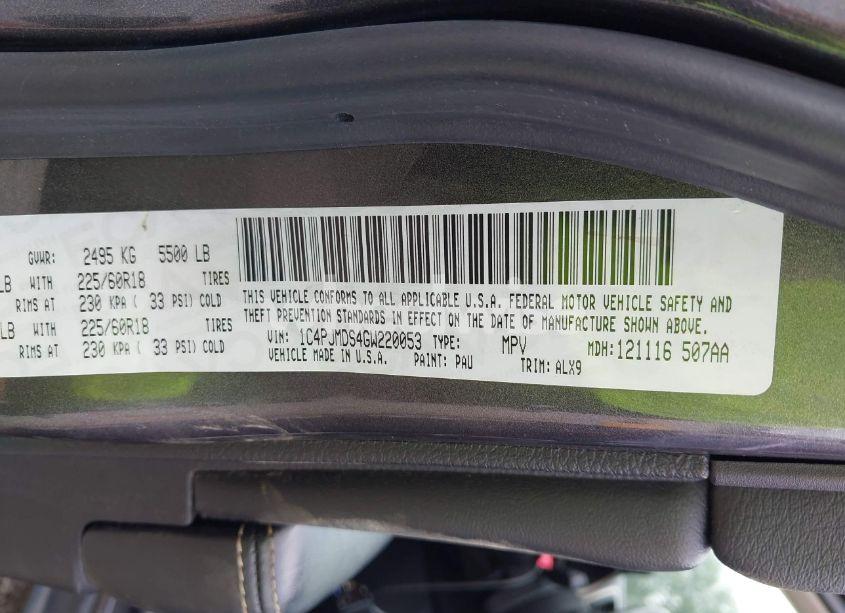 GVWR: 2495 KG 5500 LB
LB WITH 225/60R18 TIRES
RIMS AT 230 KPA ( 33 PSI) COLD
LB WITH 225/60R18 TIRES
RIMS AT 230 KPA ( 33 PSI) COLD
THIS VEHICLE CONFORMS TO ALL APPLICABLE U.S.A. FEDERAL MOTOR VEHICLE SAFETY AND
THEFT PREVENTION STANDARDS IN EFFECT ON THE DATE OF MANUFACTURE SHOWN ABOVE.
VIN: 1C4PJMDS4GW220053 TYPE: MPV MDH:121116 507AA
VEHICLE MADE IN U.S.A. PAINT: PAU TRIM: ALX9